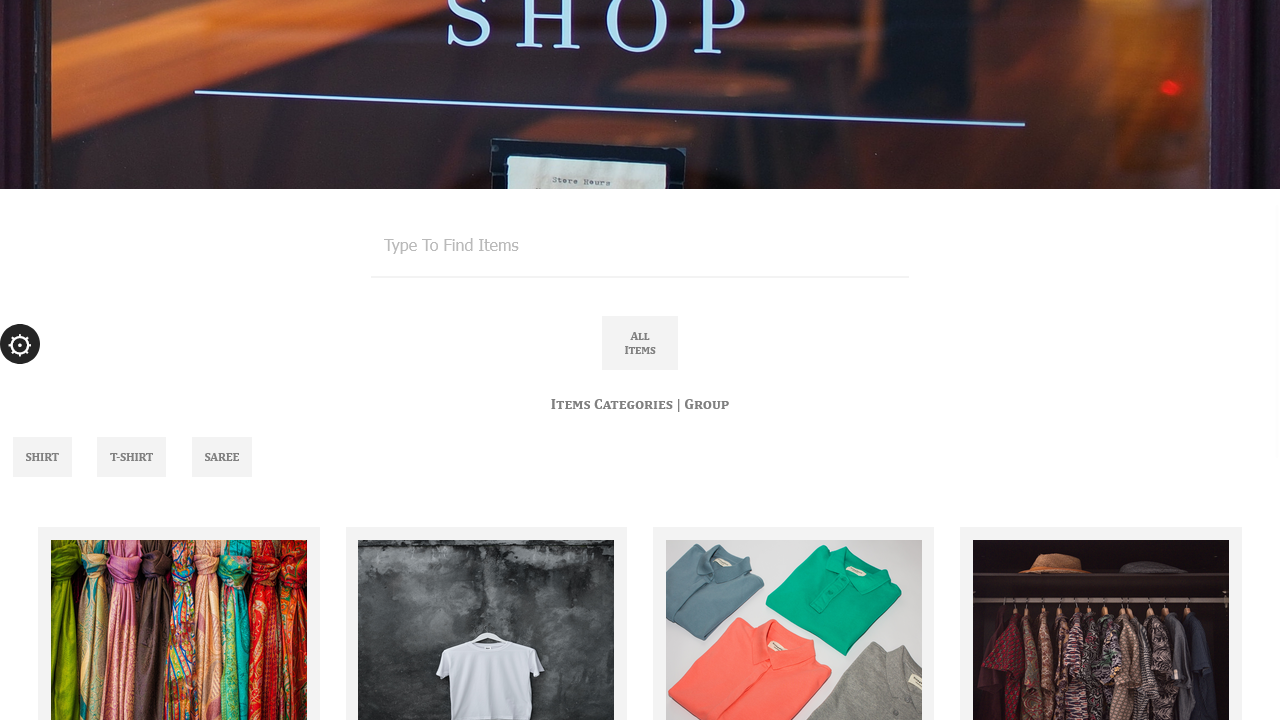 SHOP
Store Hours
Type To Find Items
All
Items
Items Categories | Group
SHIRT
T-SHIRT
SAREE